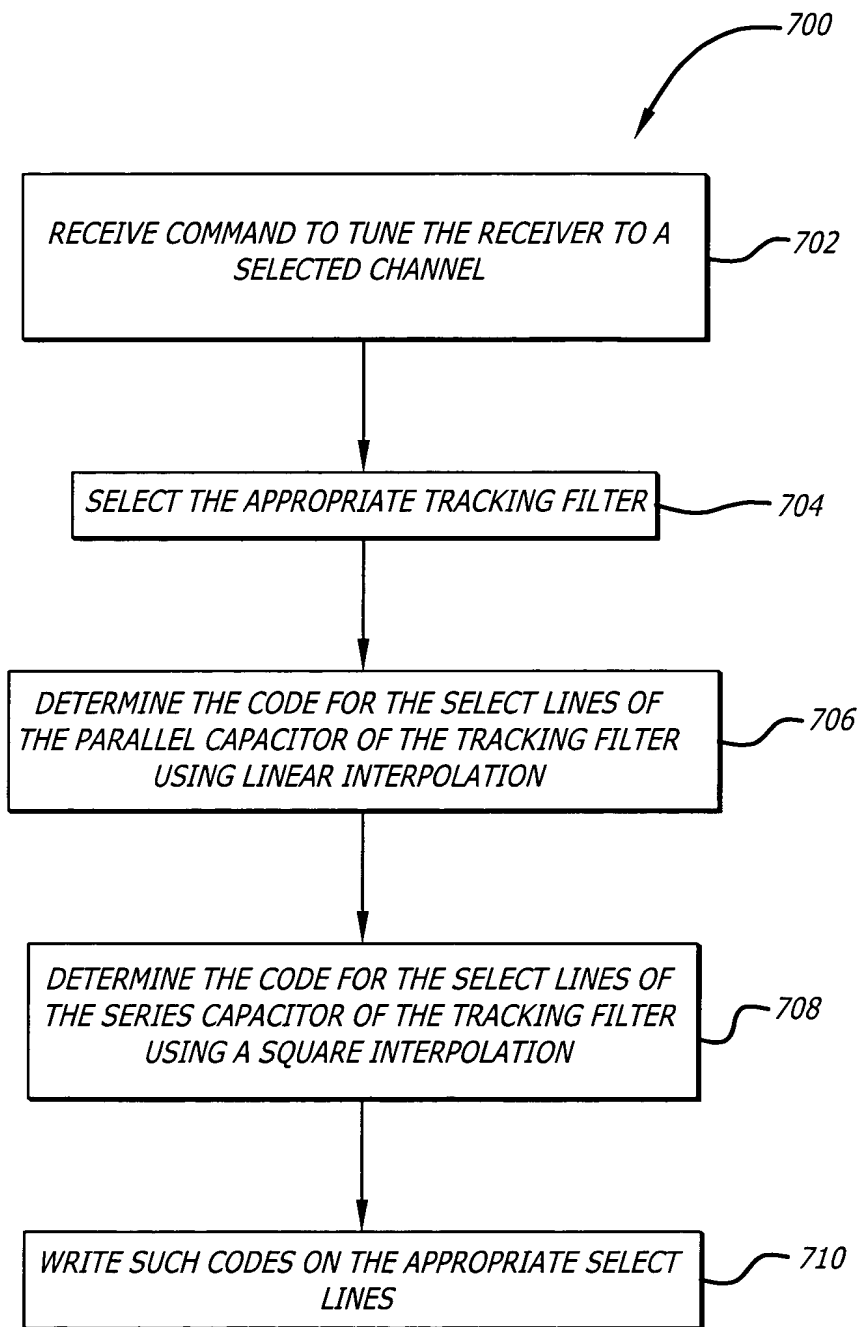 700
RECEIVE COMMAND TO TUNE THE RECEIVER TO A
SELECTED CHANNEL
702
SELECT THE APPROPRIATE TRACKING FILTER
704
DETERMINE THE CODE FOR THE SELECT LINES OF
THE PARALLEL CAPACITOR OF THE TRACKING FILTER
USING LINEAR INTERPOLATION
706
DETERMINE THE CODE FOR THE SELECT LINES OF
THE SERIES CAPACITOR OF THE TRACKING FILTER
USING A SQUARE INTERPOLATION
708
WRITE SUCH CODES ON THE APPROPRIATE SELECT
LINES
710